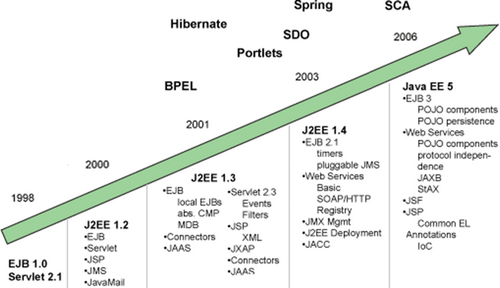 Spring
SCA
Hibernate
SDO
Portlets
BPEL
1998
2000
2001
2003
2006
EJB 1.0
Servlet 2.1
J2EE 1.2
•EJB
•Servlet
•JSP
•JMS
•JavaMail
J2EE 1.3
•EJB
local EJBs
abs. CMP
MDB
•Connectors
•JAAS
•Servlet 2.3
Events
Filters
•JSP
XML
•JXAP
•Connectors
•JAAS
J2EE 1.4
•EJB 2.1
timers
pluggable JMS
•Web Services
Basic
SOAP/HTTP
Registry
•JMX Mgmt
•J2EE Deployment
•JACC
Java EE 5
•EJB 3
POJO components
POJO persistence
•Web Services
POJO components
protocol indepen-
dence
JAXB
StAX
•JSF
•JSP
Common EL
Annotations
IoC